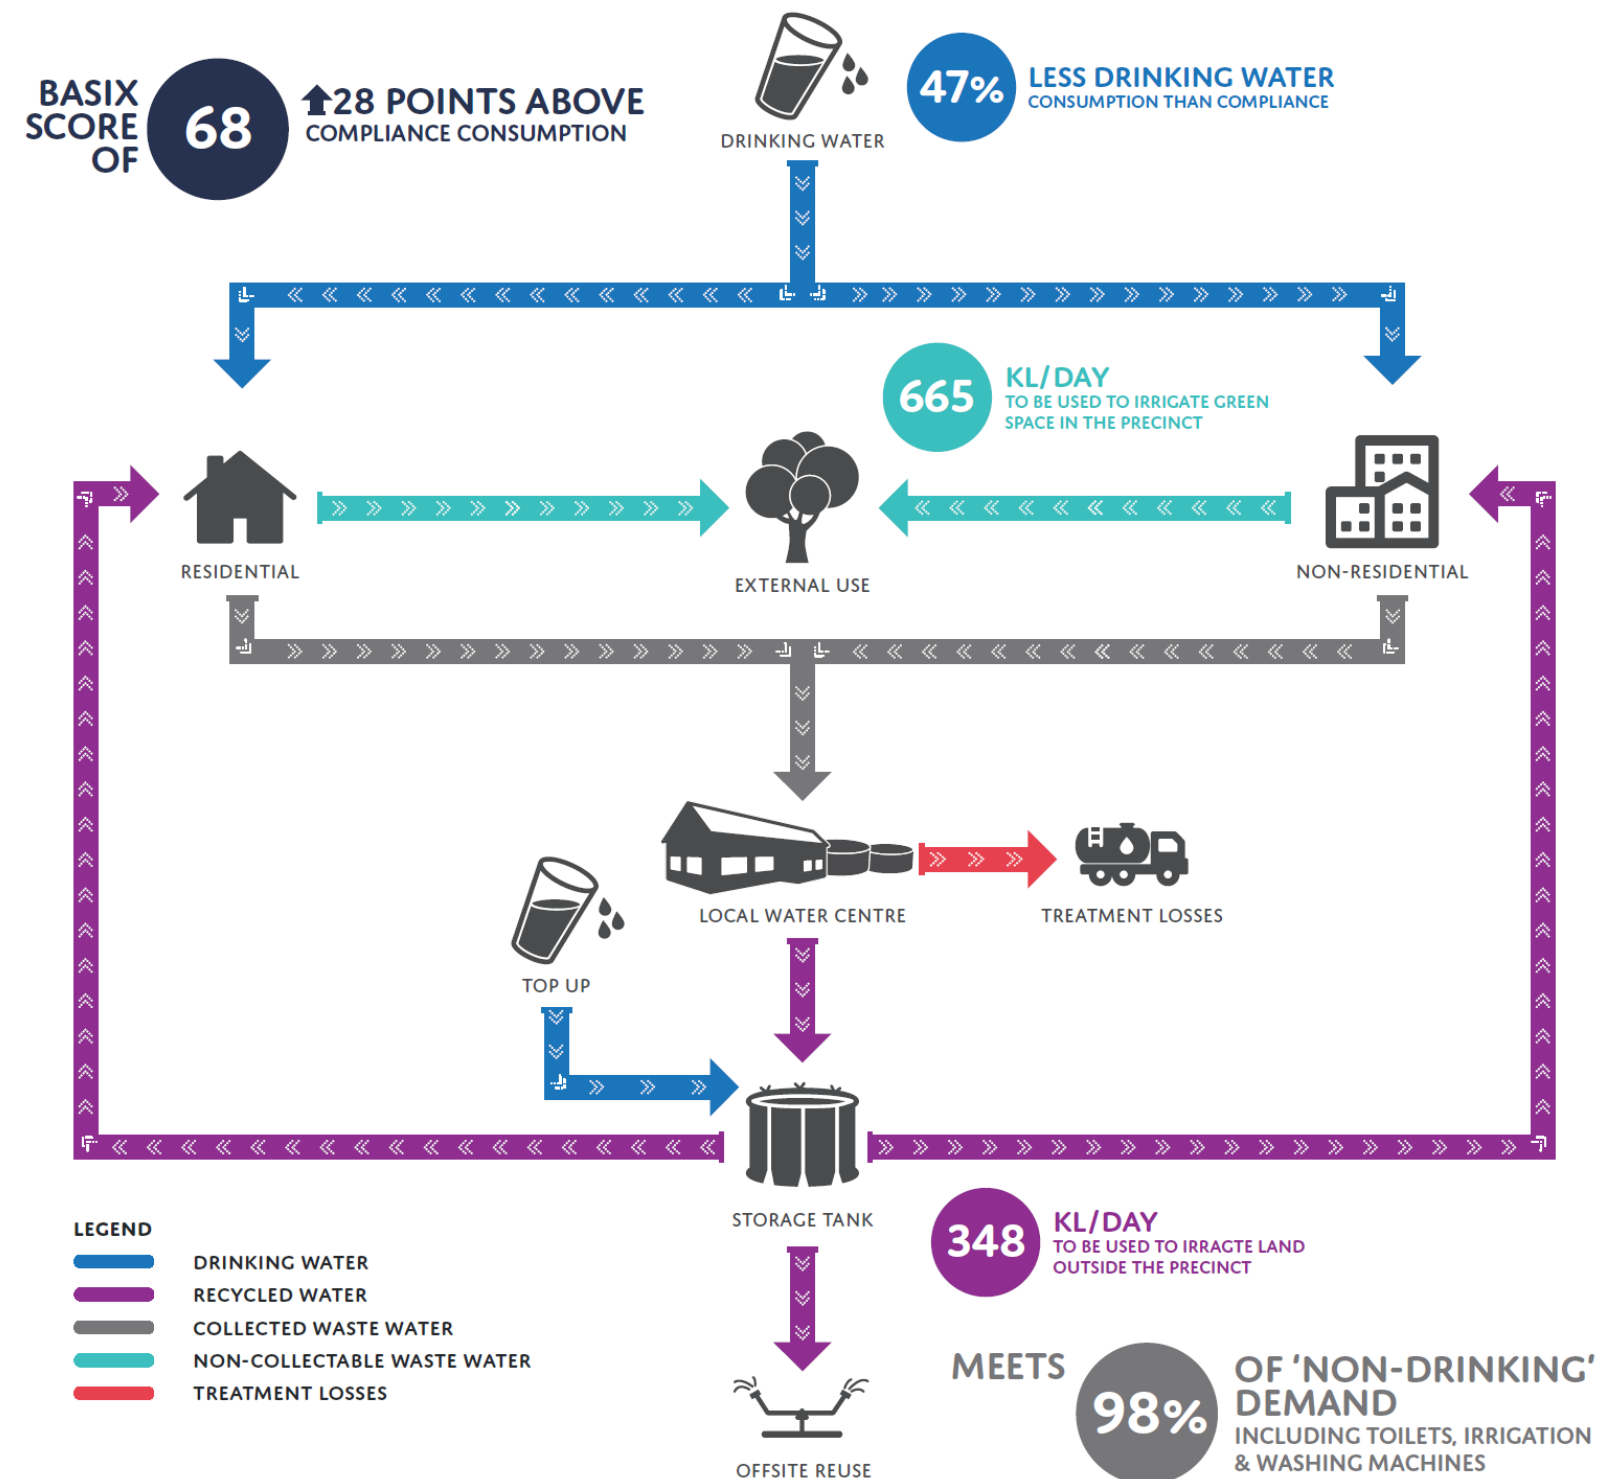 BASIX
SCORE
OF
68
28 POINTS ABOVE
COMPLIANCE CONSUMPTION
DRINKING WATER
47%
LESS DRINKING WATER
CONSUMPTION THAN COMPLIANCE
665
KL/DAY
TO BE USED TO IRRIGATE GREEN
SPACE IN THE PRECINCT
RESIDENTIAL
EXTERNAL USE
NON-RESIDENTIAL
LOCAL WATER CENTRE
TREATMENT LOSSES
TOP UP
STORAGE TANK
348
KL/DAY
TO BE USED TO IRRAGTE LAND
OUTSIDE THE PRECINCT
LEGEND
DRINKING WATER
RECYCLED WATER
COLLECTED WASTE WATER
NON-COLLECTABLE WASTE WATER
TREATMENT LOSSES
OFFSITE REUSE
MEETS
98%
OF 'NON-DRINKING'
DEMAND
INCLUDING TOILETS, IRRIGATION
& WASHING MACHINES